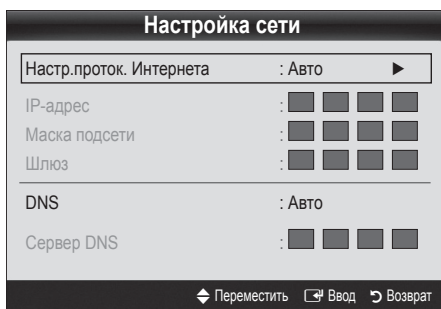 Настройка сети
Настр.проток. Интернета : Авто ►
IP-адрес :
Маска подсети :
Шлюз :
DNS : Авто
Сервер DNS :
Переместить Ввод Возврат